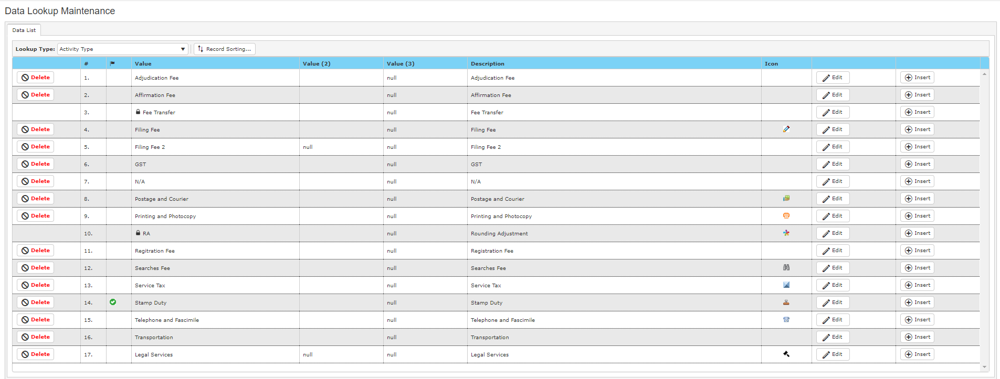 Data Lookup Maintenance
Data List
Lookup Type: Activity Type Record Sorting...
# Value Value (2) Value (3) Description Icon
Delete 1. Adjudication Fee null Adjudication Fee Edit Insert
Delete 2. Affirmation Fee null Affirmation Fee Edit Insert
3. Fee Transfer null Fee Transfer Edit Insert
Delete 4. Filing Fee null Filing Fee Edit Insert
Delete 5. Filing Fee 2 null null Filing Fee 2 Edit Insert
Delete 6. GST null GST Edit Insert
Delete 7. N/A null N/A Edit Insert
Delete 8. Postage and Courier null Postage and Courier Edit Insert
Delete 9. Printing and Photocopy null Printing and Photocopy Edit Insert
10. RA null Rounding Adjustment Edit Insert
Delete 11. Regitration Fee null Registration Fee Edit Insert
Delete 12. Searches Fee null Searches Fee Edit Insert
Delete 13. Service Tax null Service Tax Edit Insert
Delete 14. Stamp Duty null Stamp Duty Edit Insert
Delete 15. Telephone and Fascimile null Telephone and Fascimile Edit Insert
Delete 16. Transportation null Transportation Edit Insert
Delete 17. Legal Services null null Legal Services Edit Insert